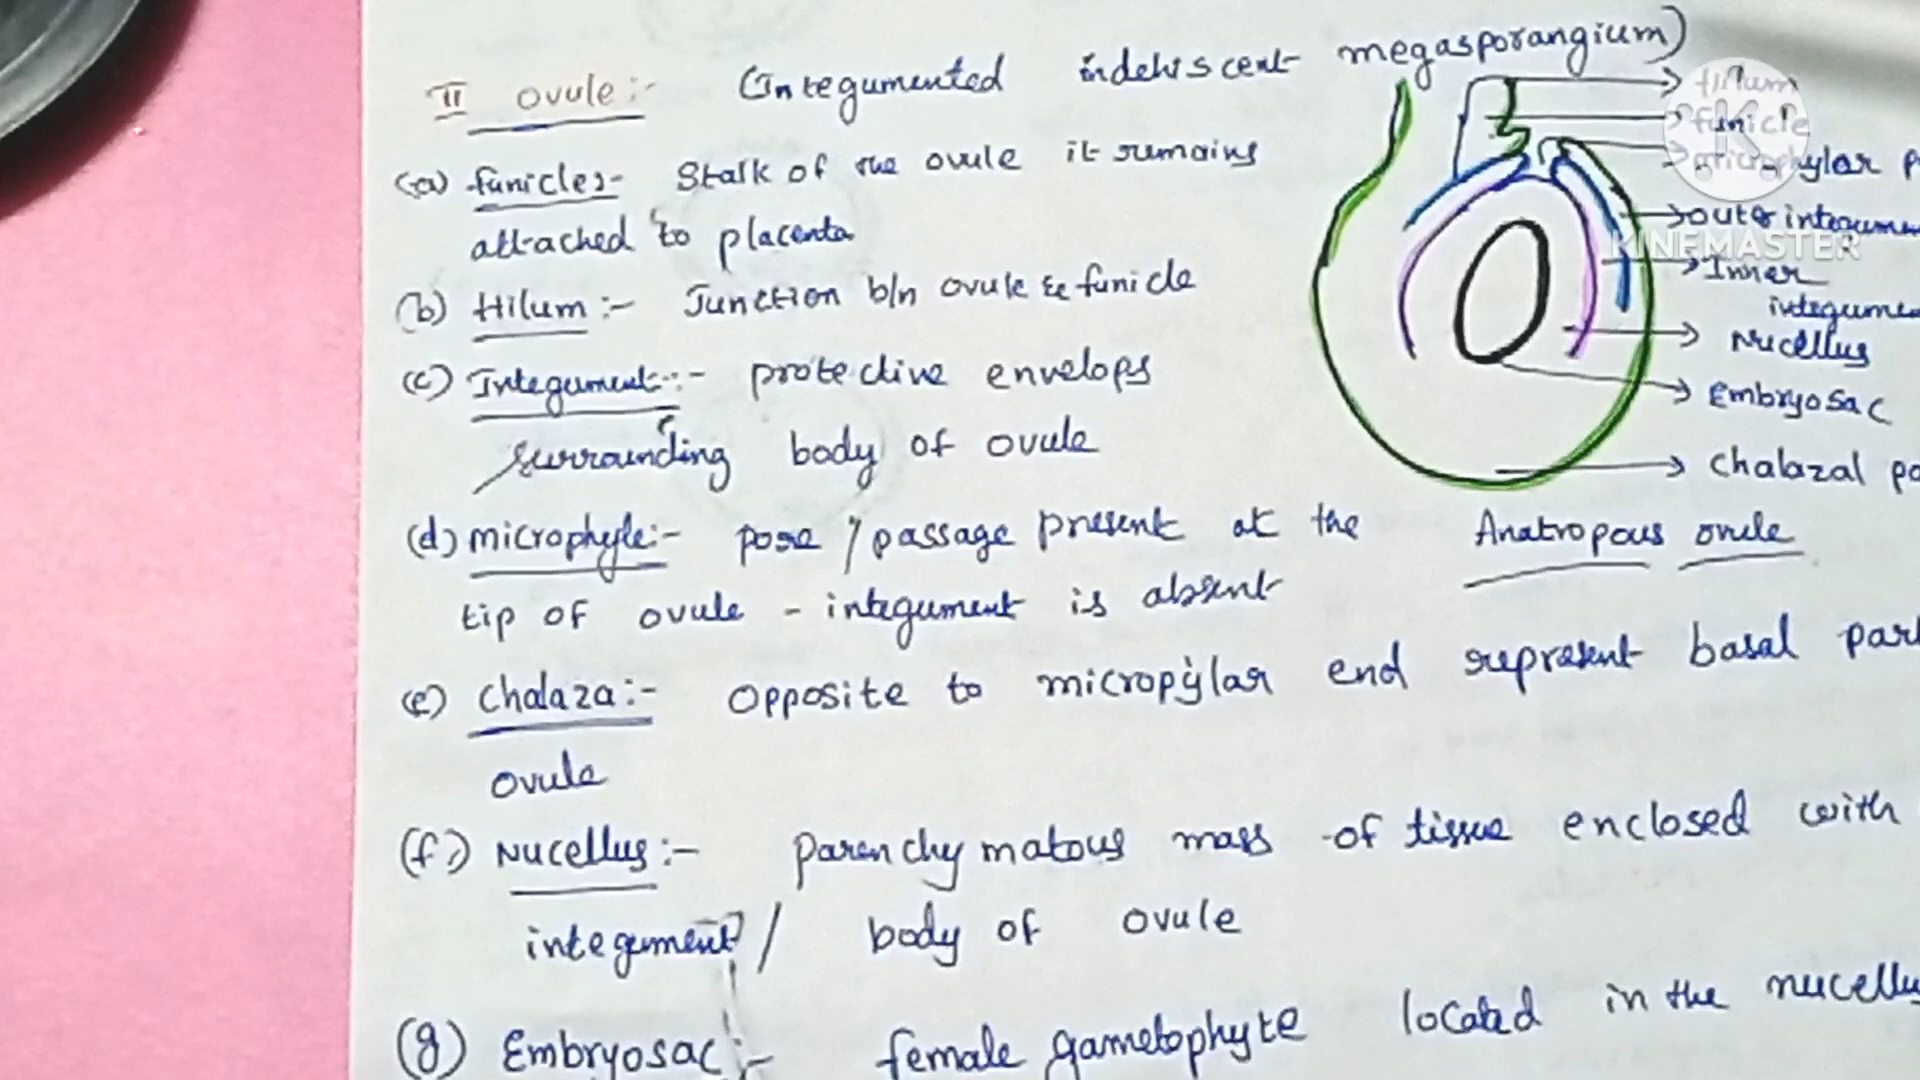 II ovule:- (Integumented indehiscent megasporangium)
(a) funicles- Stalk of the ovule it remains
attached to placenta
(b) Hilum:- Junction b/n ovule & funicle
(c) Integument:- protective envelops
surrounding body of ovule
(d) microphyle:- pore / passage present at the
tip of ovule - integument is absent
(e) Chalaza:- opposite to micropylar end represent basal part
ovule
(f) Nucellus:- parenchymatous mass of tissue enclosed with
integument / body of ovule
(g) Embryosac:- female gametophyte located in the nucellus
Hilum
funicle
outer integume
Inner
integume
Nucellus
Embryosac
Chalazal po
Anatropous ovule
K
KINEMASTER